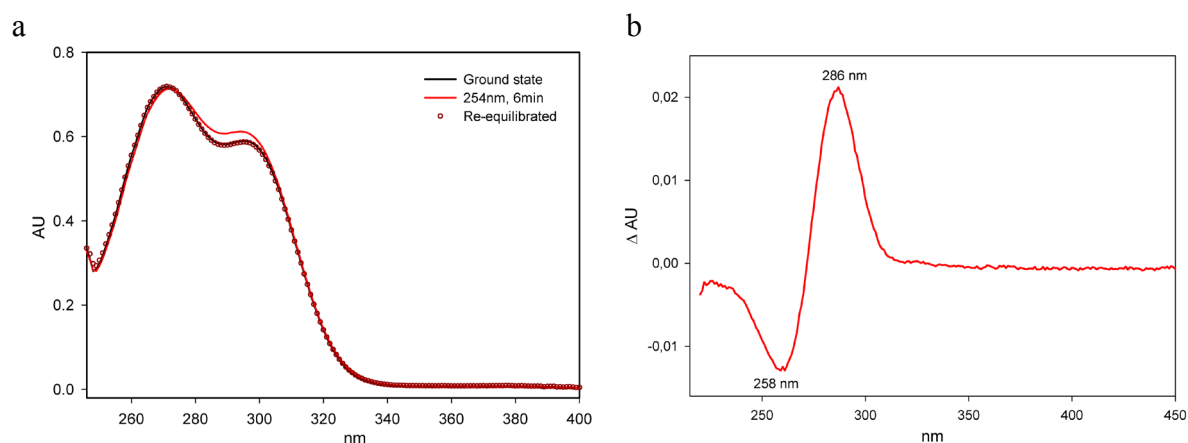 a
0.8
0.6
0.4
0.2
0.0
AU
260 280 300 320 340 360 380 400
nm
Ground state
254nm, 6min
Re-equilibrated
b
286 nm
0,02
0,01
0,00
-0,01
Δ AU
258 nm
250 300 350 400 450
nm